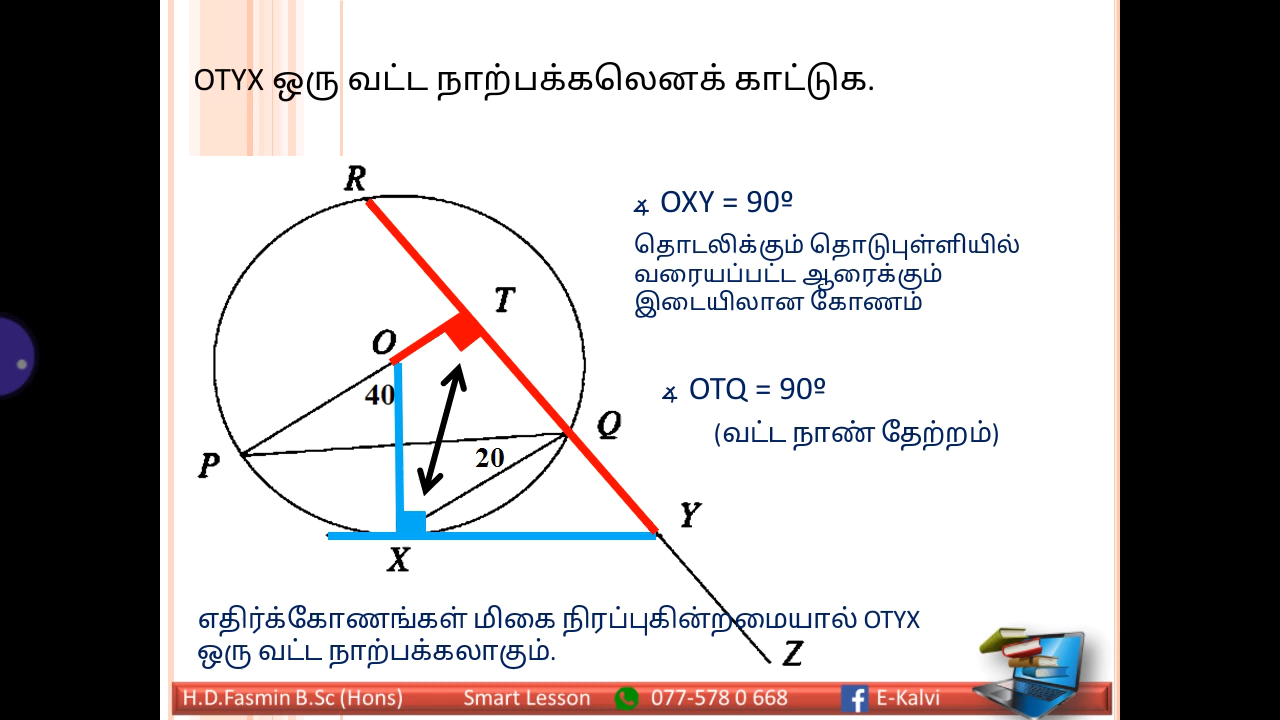 OTYX ஒரு வட்ட நாற்பக்கலெனக் காட்டுக.
R
∡ OXY = 90º
தொடலிக்கும் தொடுபுள்ளியில்
வரையப்பட்ட ஆரைக்கும்
இடையிலான கோணம்
T
O
40
∡ OTQ = 90º
(வட்ட நாண் தேற்றம்)
Q
P
20
Y
X
எதிர்க்கோணங்கள் மிகை நிரப்புகின்றமையால் OTYX
ஒரு வட்ட நாற்பக்கலாகும்.
Z
H.D.Fasmin B.Sc (Hons) Smart Lesson 077-578 0 668 E-Kalvi